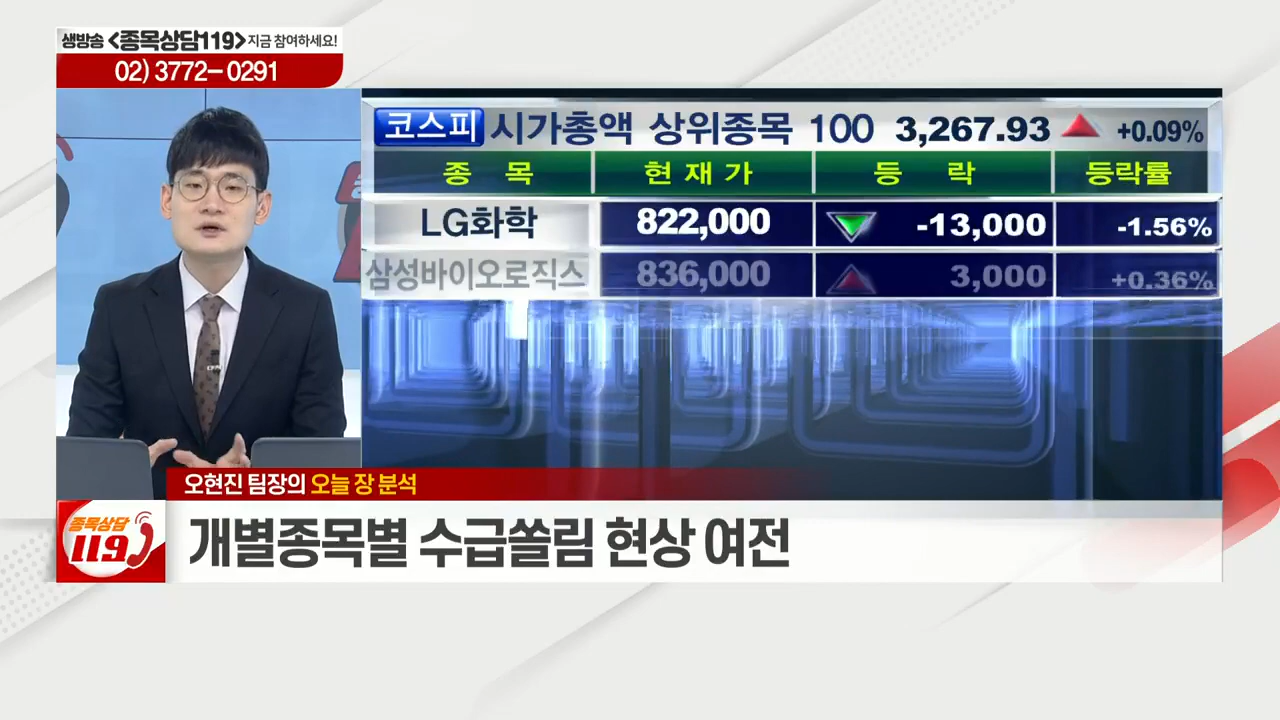 생방송 <종목상담119> 지금 참여하세요!
02) 3772-0291
코스피 시가총액 상위종목 100 3,267.93 ▲ +0.09%
종 목 현 재 가 등 락 등락률
LG화학 822,000 ▼ -13,000 -1.56%
삼성바이오로직스 836,000 ▲ 3,000 +0.36%
오현진 팀장의 오늘 장 분석
종목상담
119
개별종목별 수급쏠림 현상 여전